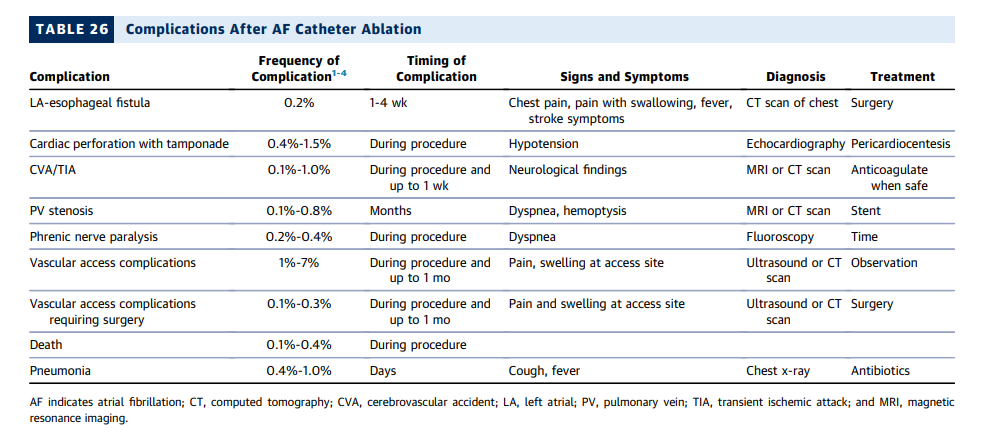 TABLE 26 Complications After AF Catheter Ablation
Complication Frequency of Complication1-4 Timing of Complication Signs and Symptoms Diagnosis Treatment
LA-esophageal fistula 0.2% 1-4 wk Chest pain, pain with swallowing, fever, stroke symptoms CT scan of chest Surgery
Cardiac perforation with tamponade 0.4%-1.5% During procedure Hypotension Echocardiography Pericardiocentesis
CVA/TIA 0.1%-1.0% During procedure and up to 1 wk Neurological findings MRI or CT scan Anticoagulate when safe
PV stenosis 0.1%-0.8% Months Dyspnea, hemoptysis MRI or CT scan Stent
Phrenic nerve paralysis 0.2%-0.4% During procedure Dyspnea Fluoroscopy Time
Vascular access complications 1%-7% During procedure and up to 1 mo Pain, swelling at access site Ultrasound or CT scan Observation
Vascular access complications requiring surgery 0.1%-0.3% During procedure and up to 1 mo Pain and swelling at access site Ultrasound or CT scan Surgery
Death 0.1%-0.4% During procedure
Pneumonia 0.4%-1.0% Days Cough, fever Chest x-ray Antibiotics
AF indicates atrial fibrillation; CT, computed tomography; CVA, cerebrovascular accident; LA, left atrial; PV, pulmonary vein; TIA, transient ischemic attack; and MRI, magnetic
resonance imaging.